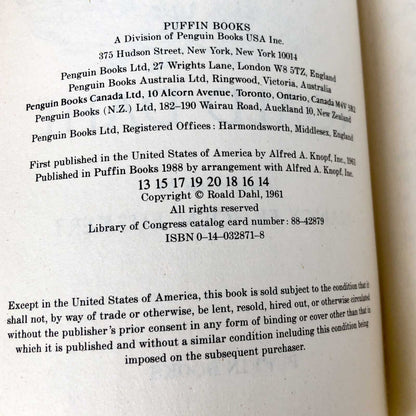 PUFFIN BOOKS
A Division of Penguin Books USA Inc.
375 Hudson Street, New York, New York 10014
Penguin Books Ltd, 27 Wrights Lane, London W8 5TZ, England
Penguin Books Australia Ltd, Ringwood, Victoria, Australia
Penguin Books Canada Ltd, 10 Alcorn Avenue, Toronto, Ontario, Canada M4V 3B2
Penguin Books (N.Z.) Ltd, 182–190 Wairau Road, Auckland 10, New Zealand
Penguin Books Ltd, Registered Offices: Harmondsworth, Middlesex, England
First published in the United States of America by Alfred A. Knopf, Inc., 1961
Published in Puffin Books 1988 by arrangement with Alfred A. Knopf, Inc.
13 15 17 19 20 18 16 14
Copyright © Roald Dahl, 1961
All rights reserved
Library of Congress catalog card number: 88-42879
ISBN 0-14-032871-8
Except in the United States of America, this book is sold subject to the condition that it
shall not, by way of trade or otherwise, be lent, resold, hired out, or otherwise circulated
without the publisher's prior consent in any form of binding or cover other than that in
which it is published and without a similar condition including this condition being
imposed on the subsequent purchaser.